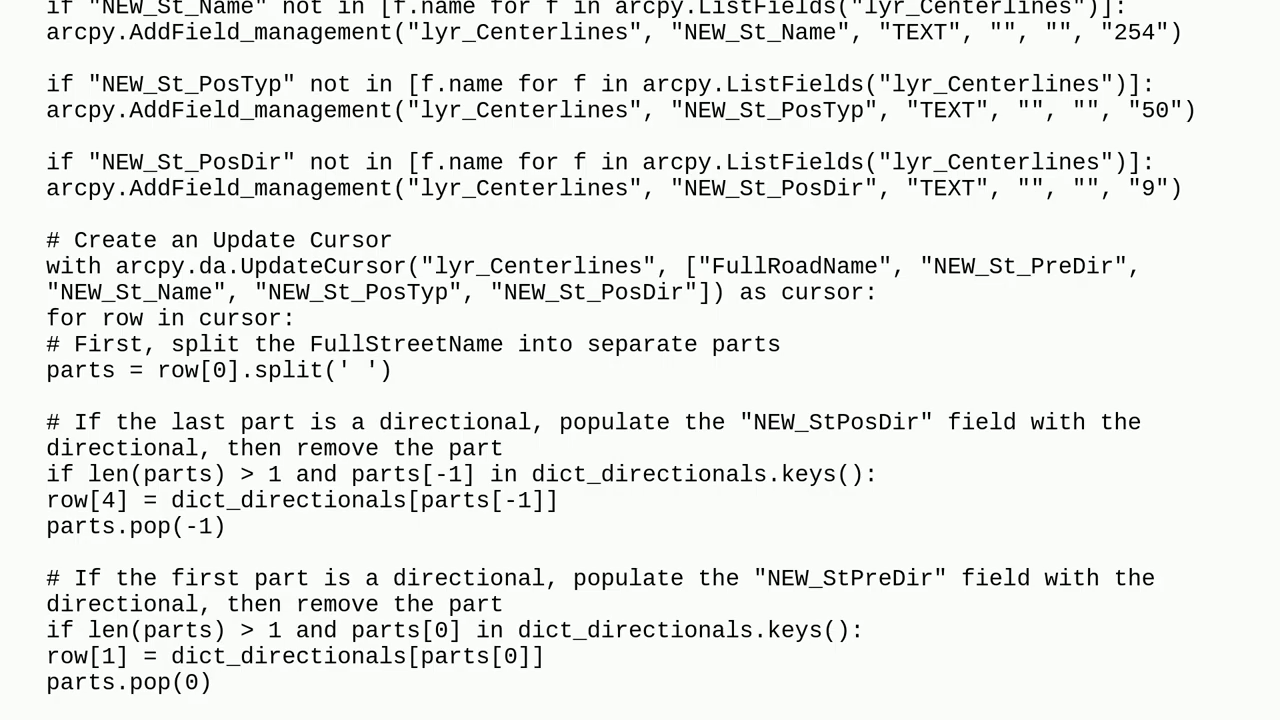 if "NEW_St_Name" not in [f.name for f in arcpy.ListFields("lyr_Centerlines")]:
arcpy.AddField_management("lyr_Centerlines", "NEW_St_Name", "TEXT", "", "", "254")
if "NEW_St_PosTyp" not in [f.name for f in arcpy.ListFields("lyr_Centerlines")]:
arcpy.AddField_management("lyr_Centerlines", "NEW_St_PosTyp", "TEXT", "", "", "50")
if "NEW_St_PosDir" not in [f.name for f in arcpy.ListFields("lyr_Centerlines")]:
arcpy.AddField_management("lyr_Centerlines", "NEW_St_PosDir", "TEXT", "", "", "9")
# Create an Update Cursor
with arcpy.da.UpdateCursor("lyr_Centerlines", ["FullRoadName", "NEW_St_PreDir",
"NEW_St_Name", "NEW_St_PosTyp", "NEW_St_PosDir"]) as cursor:
for row in cursor:
# First, split the FullStreetName into separate parts
parts = row[0].split(' ')
# If the last part is a directional, populate the "NEW_StPosDir" field with the
directional, then remove the part
if len(parts) > 1 and parts[-1] in dict_directionals.keys():
row[4] = dict_directionals[parts[-1]]
parts.pop(-1)
# If the first part is a directional, populate the "NEW_StPreDir" field with the
directional, then remove the part
if len(parts) > 1 and parts[0] in dict_directionals.keys():
row[1] = dict_directionals[parts[0]]
parts.pop(0)